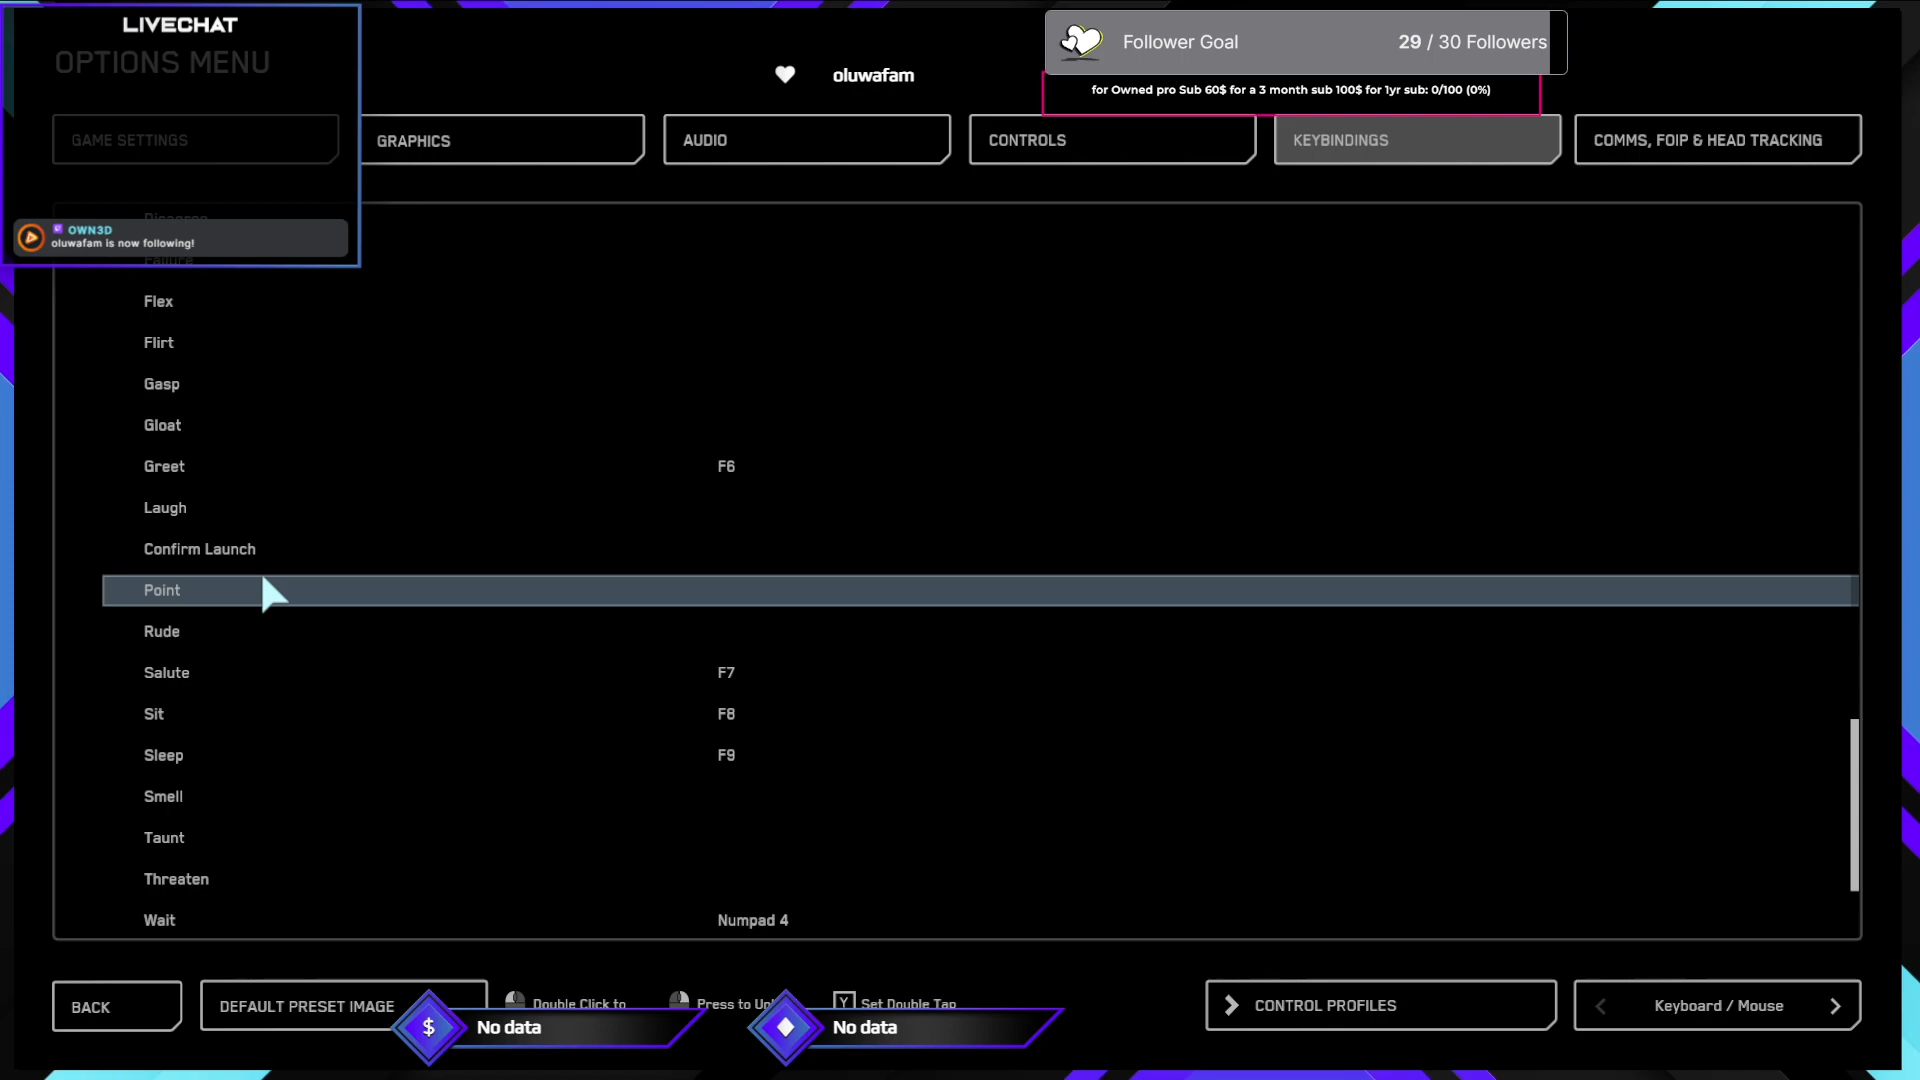 LIVECHAT
OPTIONS MENU
Follower Goal 29 / 30 Followers
oluwafam
for Owned pro Sub 60$ for a 3 month sub 100$ for 1yr sub: 0/100 (0%)
GAME SETTINGS
GRAPHICS
AUDIO
CONTROLS
KEYBINDINGS
COMMS, FOIP & HEAD TRACKING
Disagree
OWN3D
oluwafam is now following!
Failure
Flex
Flirt
Gasp
Gloat
Greet F6
Laugh
Confirm Launch
Point
Rude
Salute F7
Sit F8
Sleep F9
Smell
Taunt
Threaten
Wait Numpad 4
BACK
DEFAULT PRESET IMAGE
Double Click to
Press to
Y Set Double Tap
CONTROL PROFILES
Keyboard / Mouse
$ No data
No data